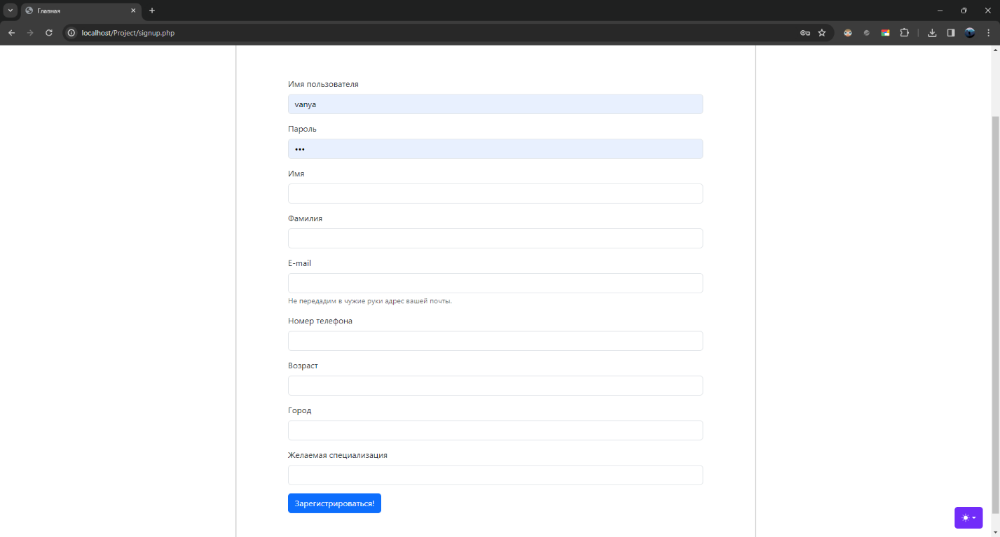 Главная
localhost/Project/signup.php
Имя пользователя
vanya
Пароль
•••
Имя
Фамилия
E-mail
Не передадим в чужие руки адрес вашей почты.
Номер телефона
Возраст
Город
Желаемая специализация
Зарегистрироваться!